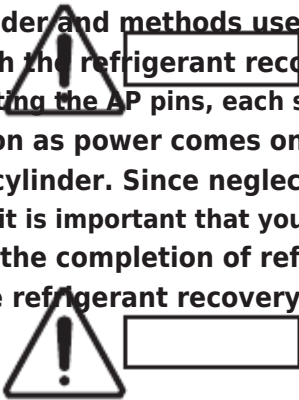 der and methods use
h the refrigerant reco
ting the AP pins, each s
on as power comes on
cylinder. Since neglec
it is important that you
the completion of ref
refrigerant recovery